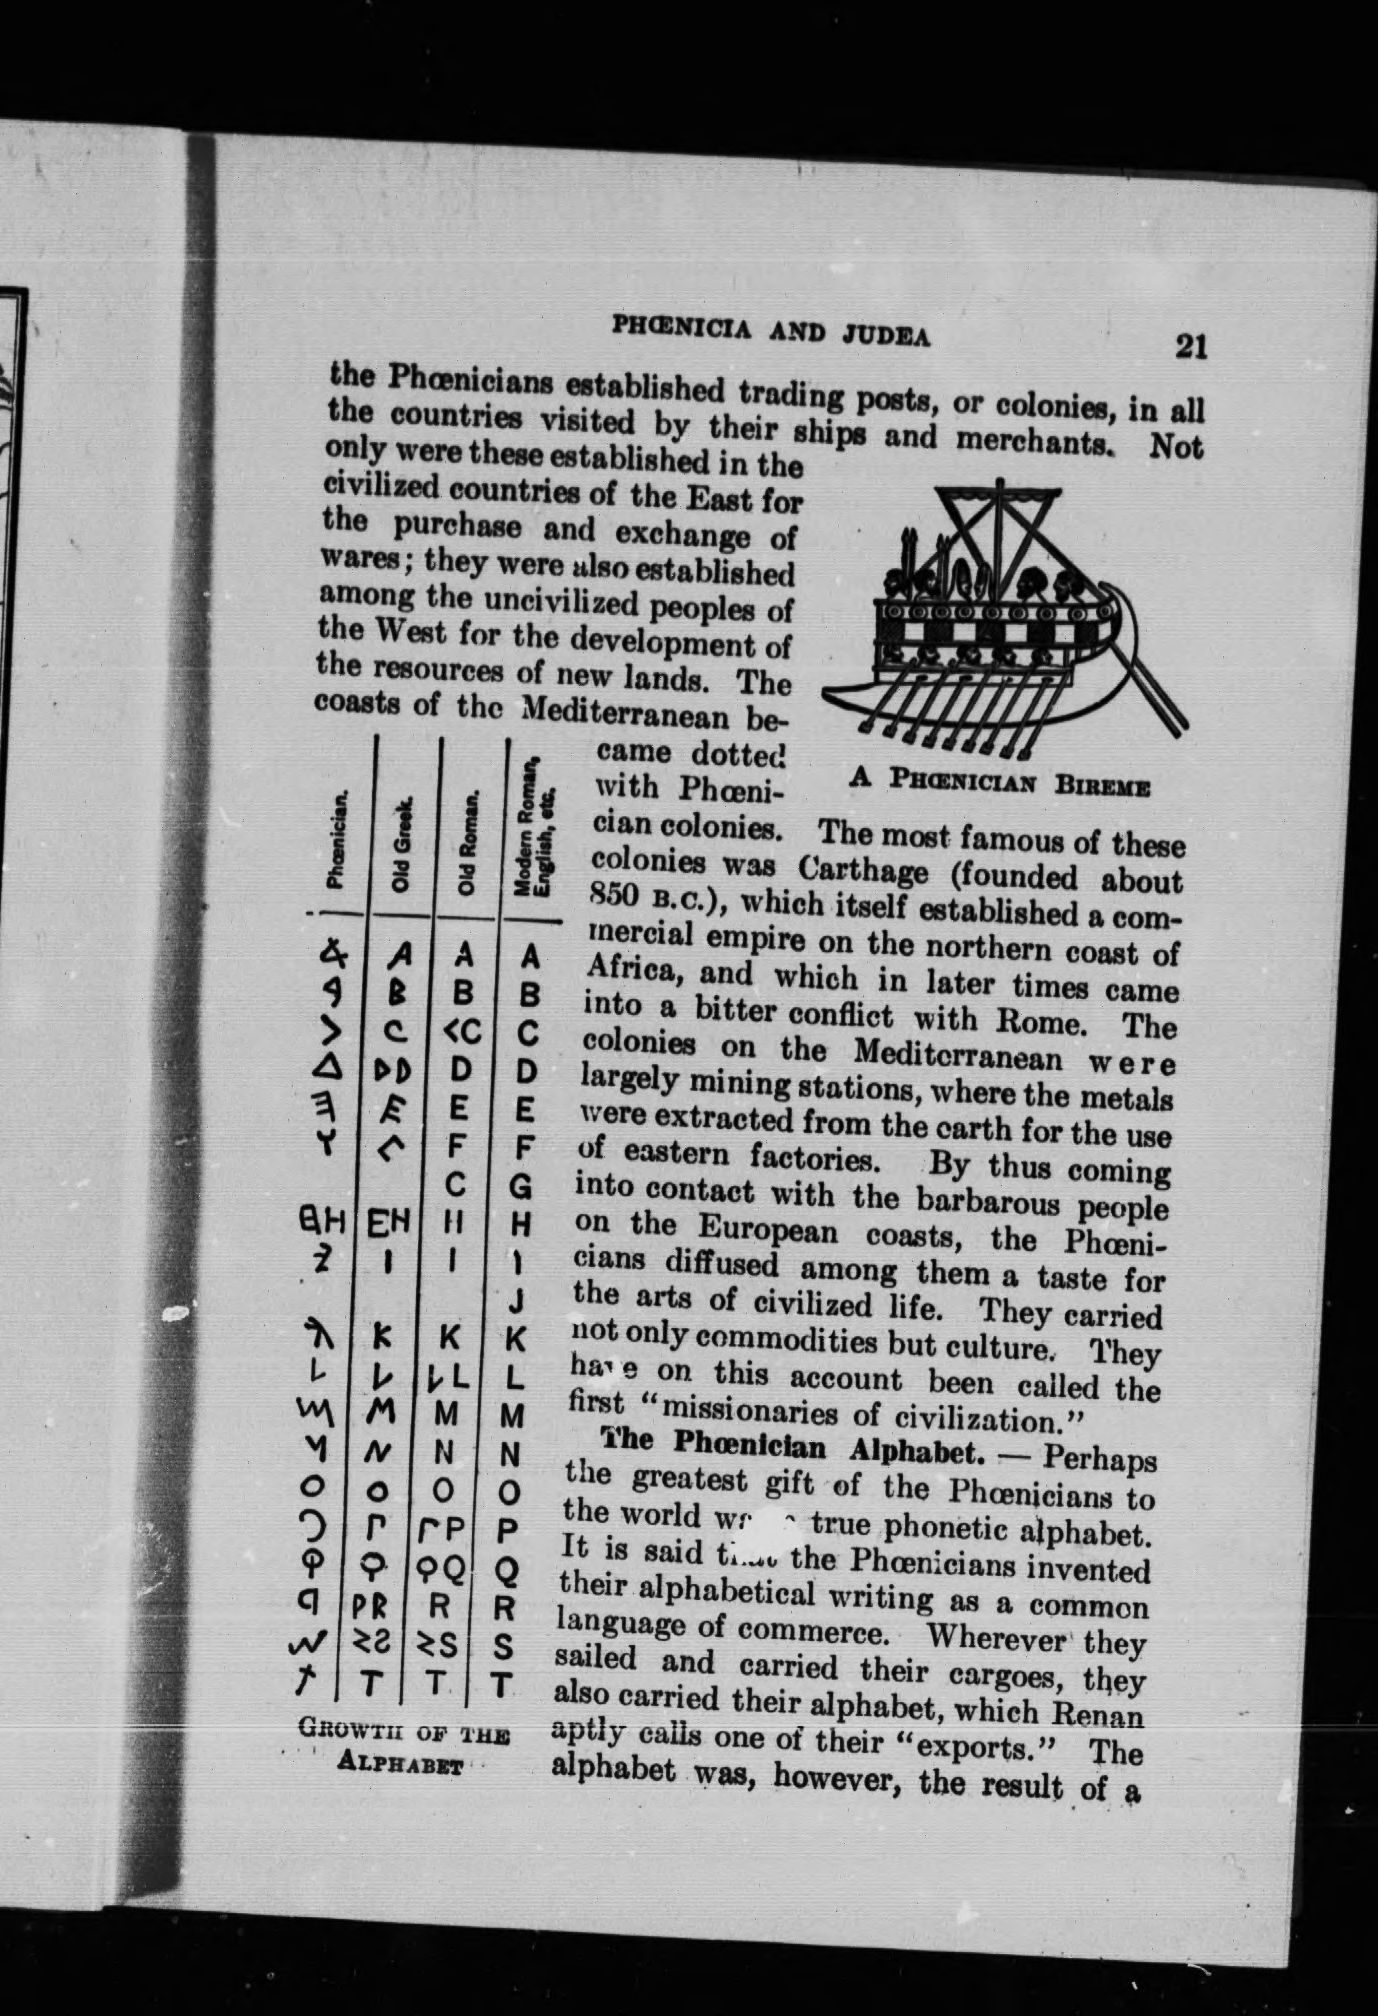 PHŒNICIA AND JUDEA 21
the Phœnicians established trading posts, or colonies, in all
the countries visited by their ships and merchants. Not
only were these established in the
civilized countries of the East for
the purchase and exchange of
wares; they were also established
among the uncivilized peoples of
the West for the development of
the resources of new lands. The
coasts of the Mediterranean be-
came dotted
with Phœni-
cian colonies. The most famous of these
colonies was Carthage (founded about
850 B.C.), which itself established a com-
mercial empire on the northern coast of
Africa, and which in later times came
into a bitter conflict with Rome. The
colonies on the Mediterranean were
largely mining stations, where the metals
were extracted from the earth for the use
of eastern factories. By thus coming
into contact with the barbarous people
on the European coasts, the Phœni-
cians diffused among them a taste for
the arts of civilized life. They carried
not only commodities but culture. They
have on this account been called the
first "missionaries of civilization."
The Phœnician Alphabet. — Perhaps
the greatest gift of the Phœnicians to
the world true phonetic alphabet.
It is said that the Phœnicians invented
their alphabetical writing as a common
language of commerce. Wherever they
sailed and carried their cargoes, they
also carried their alphabet, which Renan
aptly calls one of their "exports." The
alphabet was, however, the result of a
A PHŒNICIAN BIREME
Phœnician. Old Greek. Old Roman. Modern Roman, English, etc.
A A A
B B B
C <C C
D D D
E E E
F F
C G
H H
I I I
J
K K K
L L
M M M
N N N
O O O O
P P
Q Q
R R
S S
T T T
GROWTH OF THE
ALPHABET